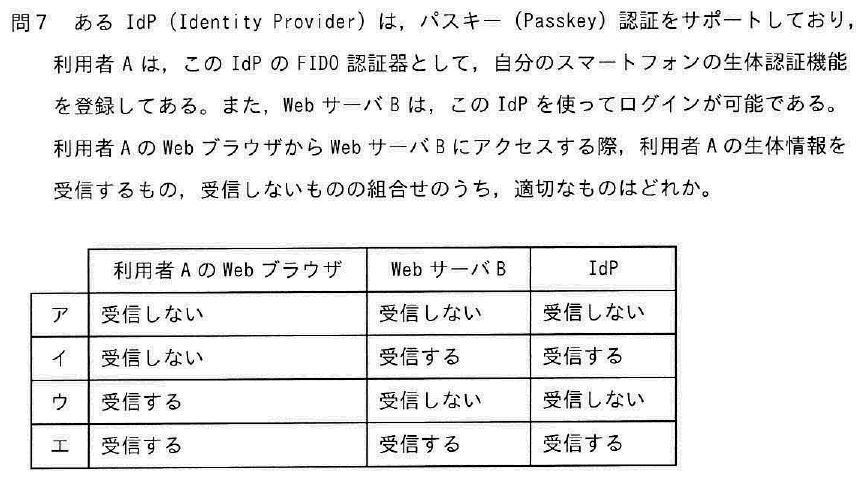 問7 ある IdP（Identity Provider）は，パスキー（Passkey）認証をサポートしており，
利用者 A は，この IdP の FIDO 認証器として，自分のスマートフォンの生体認証機能
を登録してある。また，Web サーバ B は，この IdP を使ってログインが可能である。
利用者 A の Web ブラウザから Web サーバ B にアクセスする際，利用者 A の生体情報を
受信するもの，受信しないものの組合せのうち，適切なものはどれか。
利用者 A の Web ブラウザ Web サーバ B IdP
ア 受信しない 受信しない 受信しない
イ 受信しない 受信する 受信する
ウ 受信する 受信しない 受信しない
エ 受信する 受信する 受信する